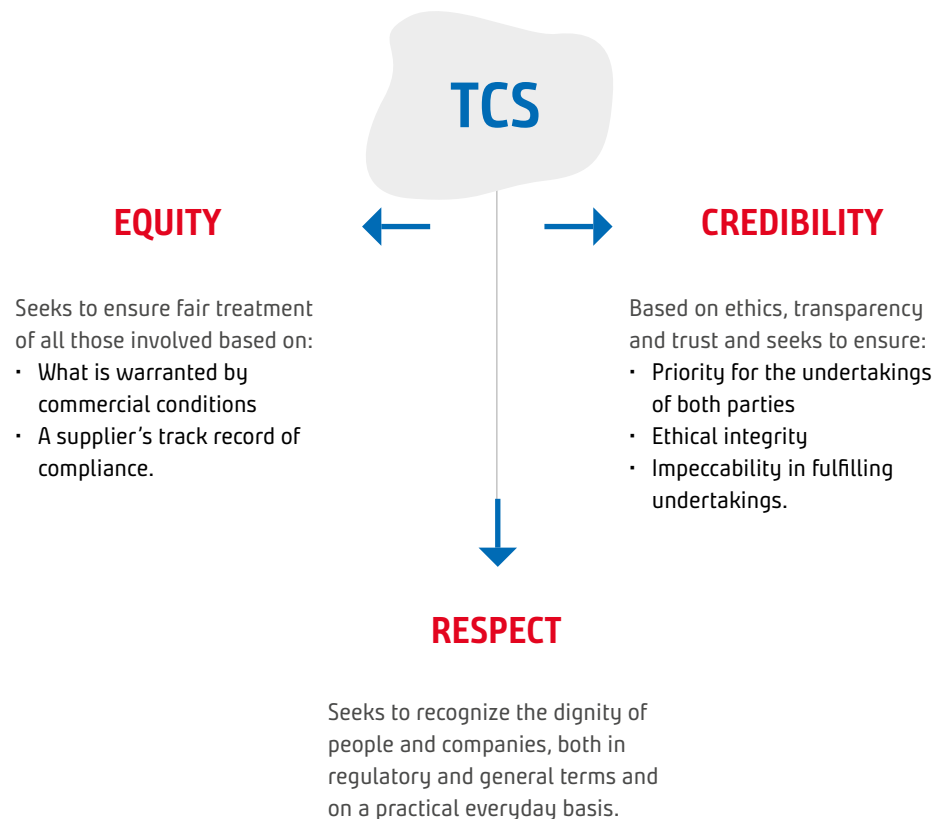 TCS
EQUITY
Seeks to ensure fair treatment
of all those involved based on:
· What is warranted by
commercial conditions
· A supplier’s track record of
compliance.
CREDIBILITY
Based on ethics, transparency
and trust and seeks to ensure:
· Priority for the undertakings
of both parties
· Ethical integrity
· Impeccability in fulfilling
undertakings.
RESPECT
Seeks to recognize the dignity of
people and companies, both in
regulatory and general terms and
on a practical everyday basis.